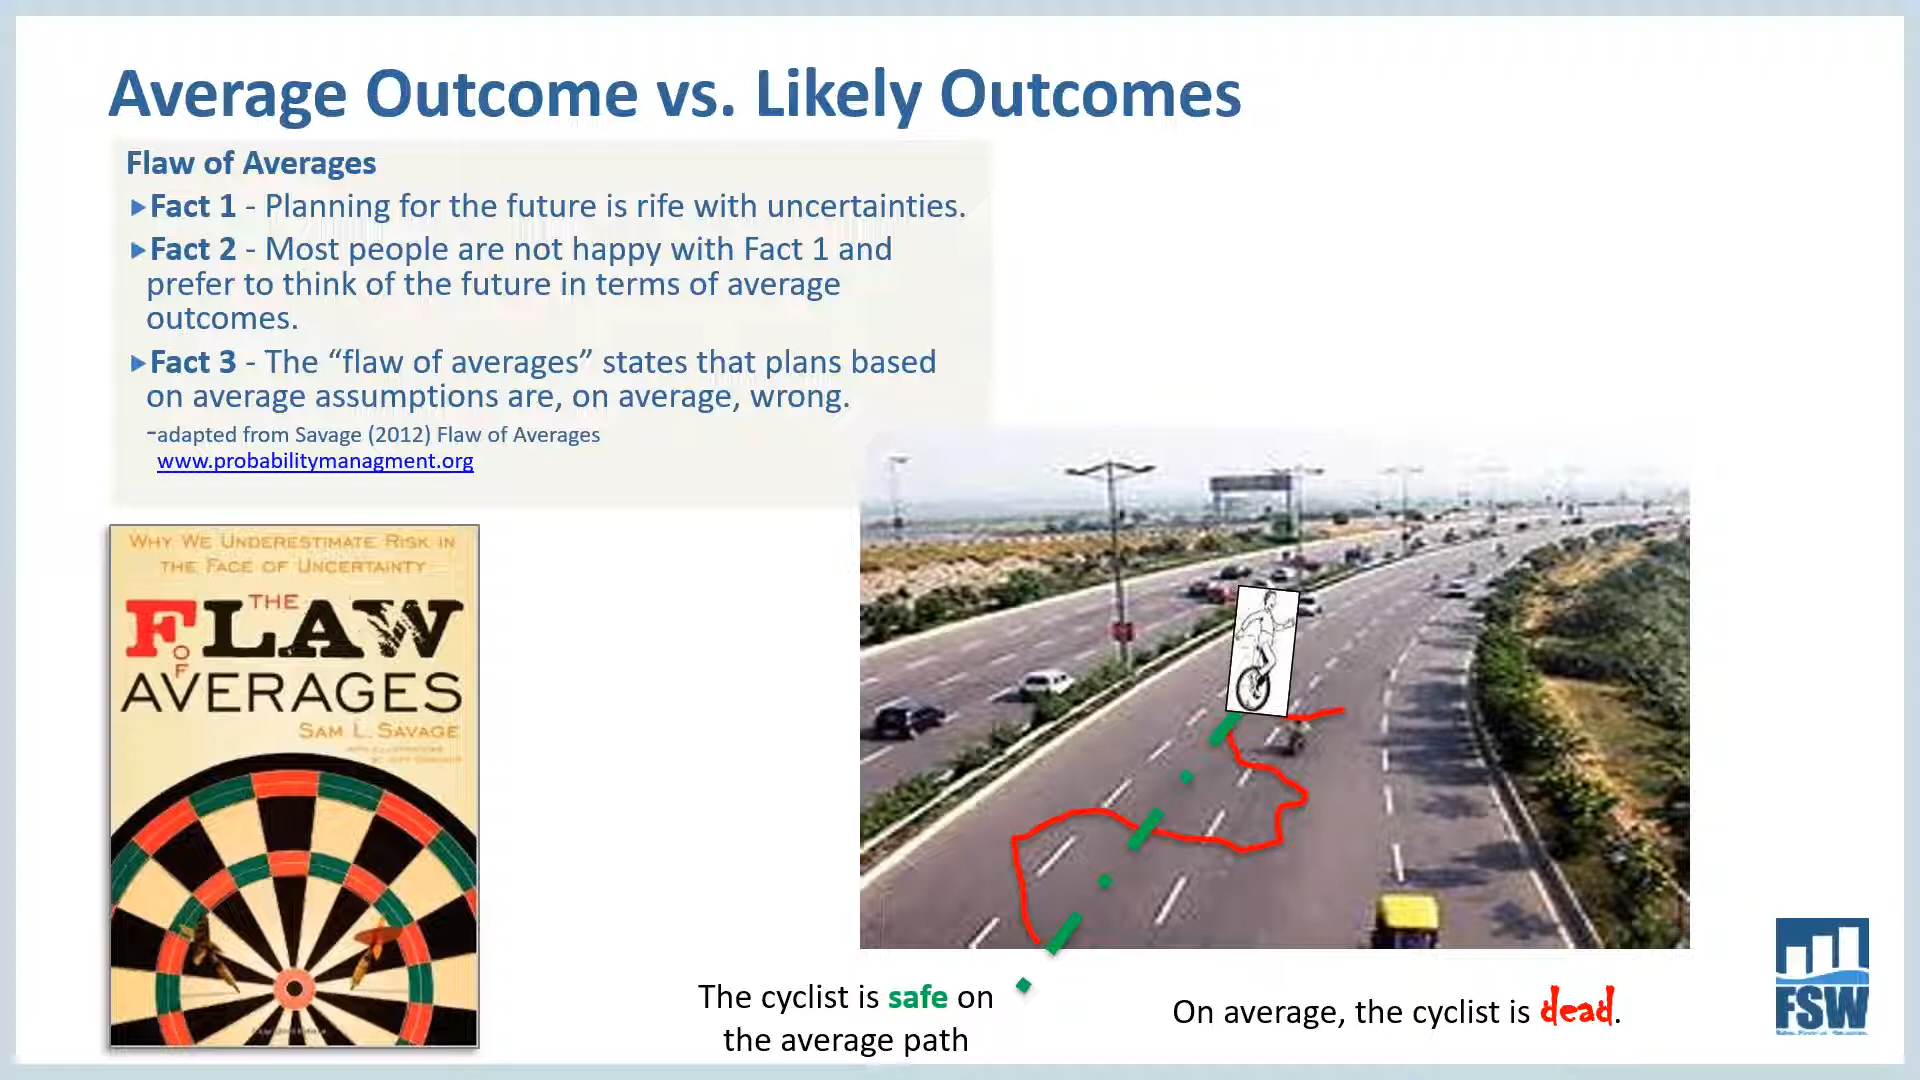 Average Outcome vs. Likely Outcomes
Flaw of Averages
Fact 1 - Planning for the future is rife with uncertainties.
Fact 2 - Most people are not happy with Fact 1 and
prefer to think of the future in terms of average
outcomes.
Fact 3 - The “flaw of averages” states that plans based
on average assumptions are, on average, wrong.
-adapted from Savage (2012) Flaw of Averages
www.probabilitymanagment.org
WHY WE UNDERESTIMATE RISK IN
THE FACE OF UNCERTAINTY
THE
FLAW
OF
AVERAGES
SAM L. SAVAGE
The cyclist is safe on
the average path
On average, the cyclist is dead.
FSW